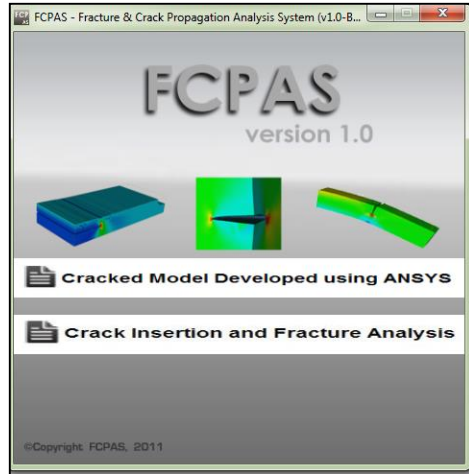 FCPAS - Fracture & Crack Propagation Analysis System (v1.0-B...
FCPAS
version 1.0
Cracked Model Developed using ANSYS
Crack Insertion and Fracture Analysis
©Copyright FCPAS, 2011